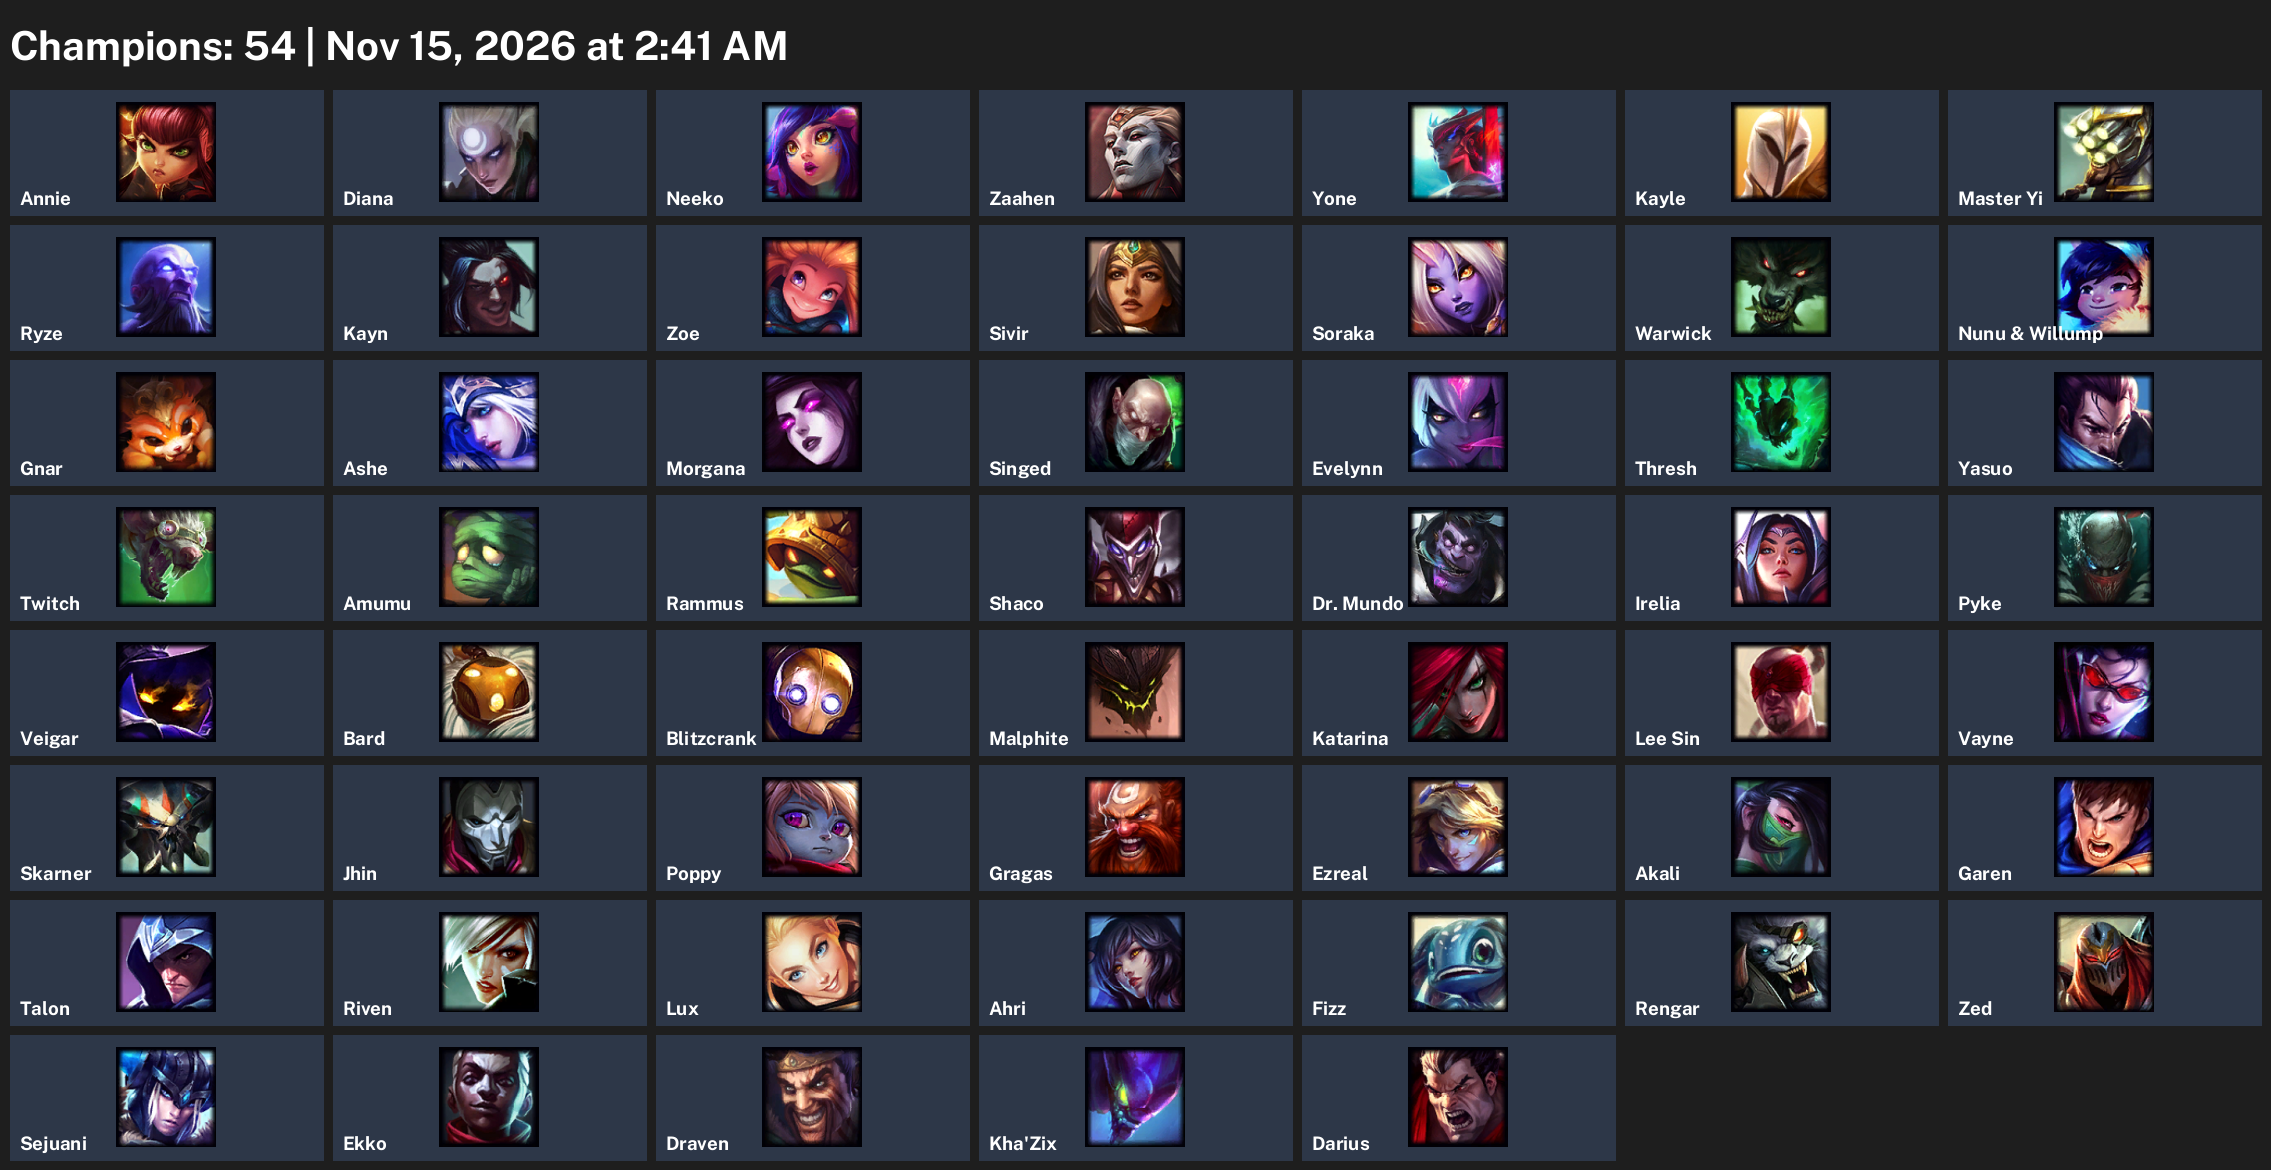 Champions: 54 | Nov 15, 2026 at 2:41 AM
Annie
Diana
Neeko
Zaahen
Yone
Kayle
Master Yi
Ryze
Kayn
Zoe
Sivir
Soraka
Warwick
Nunu & Willump
Gnar
Ashe
Morgana
Singed
Evelynn
Thresh
Yasuo
Twitch
Amumu
Rammus
Shaco
Dr. Mundo
Irelia
Pyke
Veigar
Bard
Blitzcrank
Malphite
Katarina
Lee Sin
Vayne
Skarner
Jhin
Poppy
Gragas
Ezreal
Akali
Garen
Talon
Riven
Lux
Ahri
Fizz
Rengar
Zed
Sejuani
Ekko
Draven
Kha'Zix
Darius